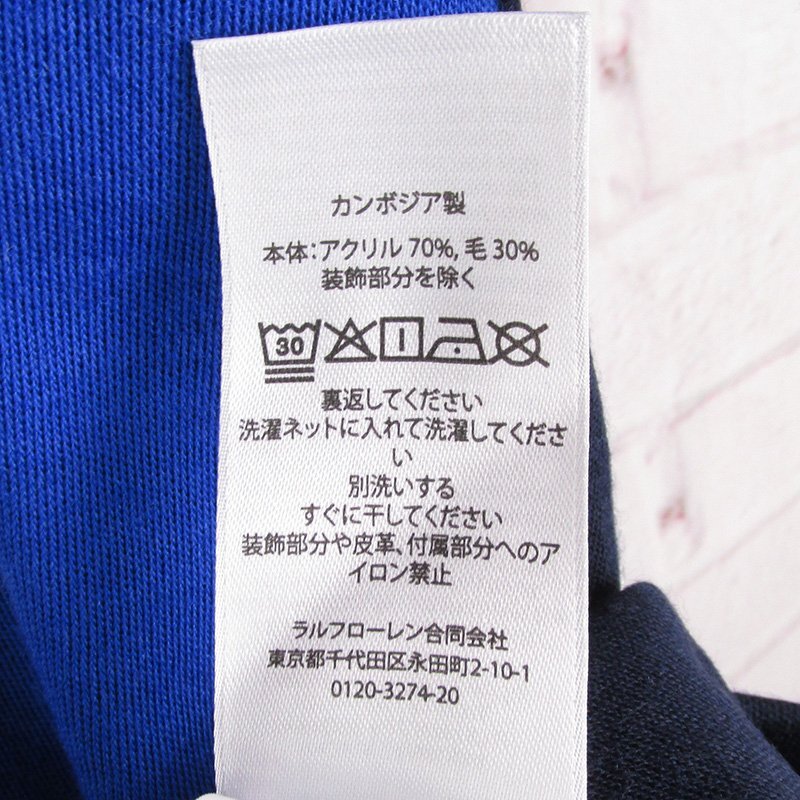 カンボジア製
本体：アクリル 70%, 毛 30%
装飾部分を除く
30
裏返してください
洗濯ネットに入れて洗濯してくださ
い
別洗いする
すぐに干してください
装飾部分や皮革、付属部分へのア
イロン禁止
ラルフローレン合同会社
東京都千代田区永田町2-10-1
0120-3274-20